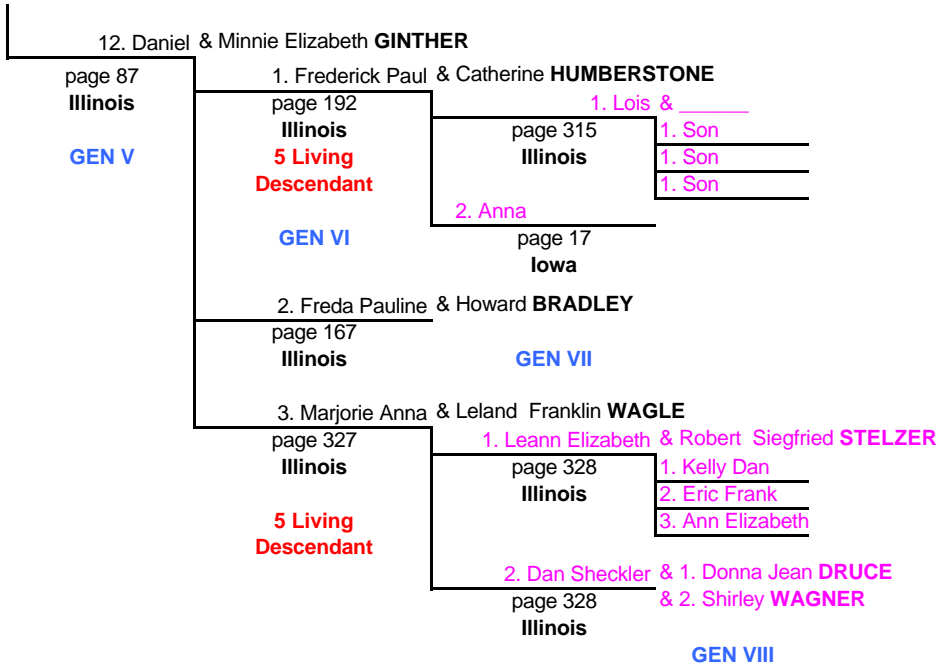 12. Daniel & Minnie Elizabeth GINTHER
page 87 1. Frederick Paul & Catherine HUMBERSTONE
Illinois page 192 1. Lois & ______
Illinois page 315 1. Son
GEN V 5 Living Illinois 1. Son
Descendant 1. Son
2. Anna
GEN VI page 17
Iowa
2. Freda Pauline & Howard BRADLEY
page 167
Illinois GEN VII
3. Marjorie Anna & Leland Franklin WAGLE
page 327 1. Leann Elizabeth & Robert Siegfried STELZER
Illinois page 328 1. Kelly Dan
Illinois 2. Eric Frank
5 Living 3. Ann Elizabeth
Descendant
2. Dan Sheckler & 1. Donna Jean DRUCE
page 328 & 2. Shirley WAGNER
Illinois
GEN VIII